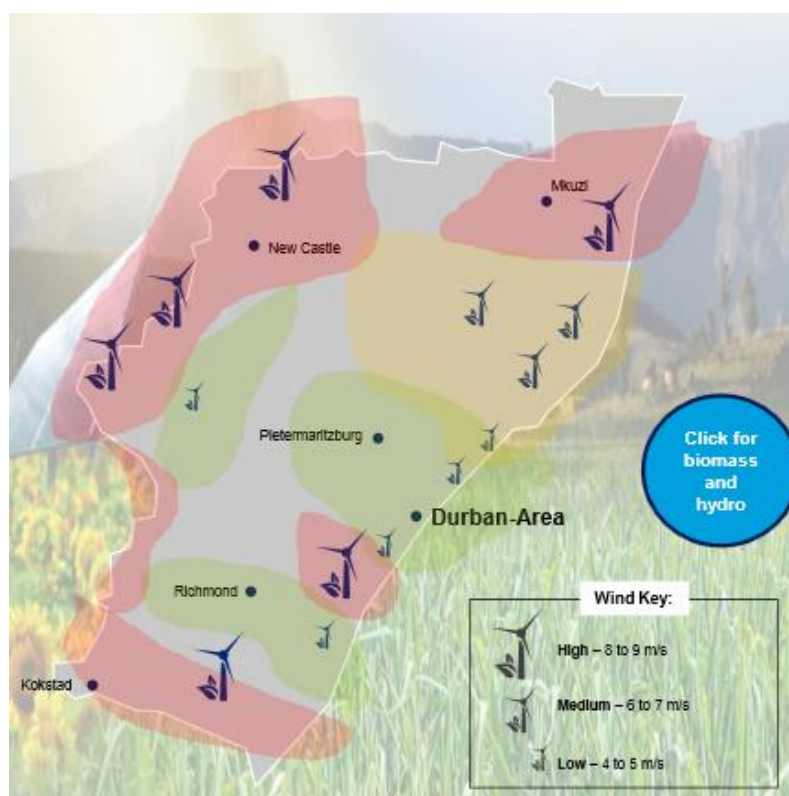 Mkuzi
New Castle
Pietermaritzburg
Click for
biomass
and
hydro
Durban-Area
Richmond
Wind Key:
High – 8 to 9 m/s
Kokstad
Medium – 6 to 7 m/s
Low – 4 to 5 m/s